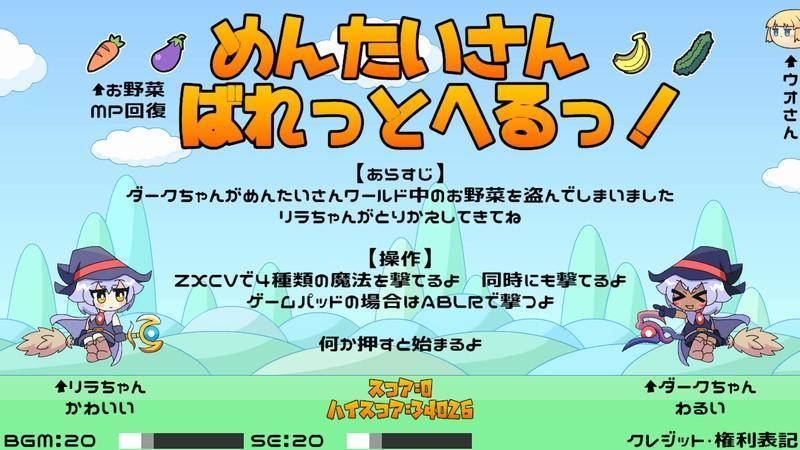 めんたいさん
ばれっとへるっ!
⬆お野菜
MP回復
⬆ウオさん
【あらすじ】
ダークちゃんがめんたいさんワールド中のお野菜を盗んでしまいました
リラちゃんがとりかえしてきてね
【操作】
ZXCVで4種類の魔法を撃てるよ 同時にも撃てるよ
ゲームパッドの場合はABLRで撃つよ
何か押すと始まるよ
⬆リラちゃん
かわいい
スコア:0
ハイスコア:34026
⬆ダークちゃん
わるい
BGM:20
SE:20
クレジット・権利表記